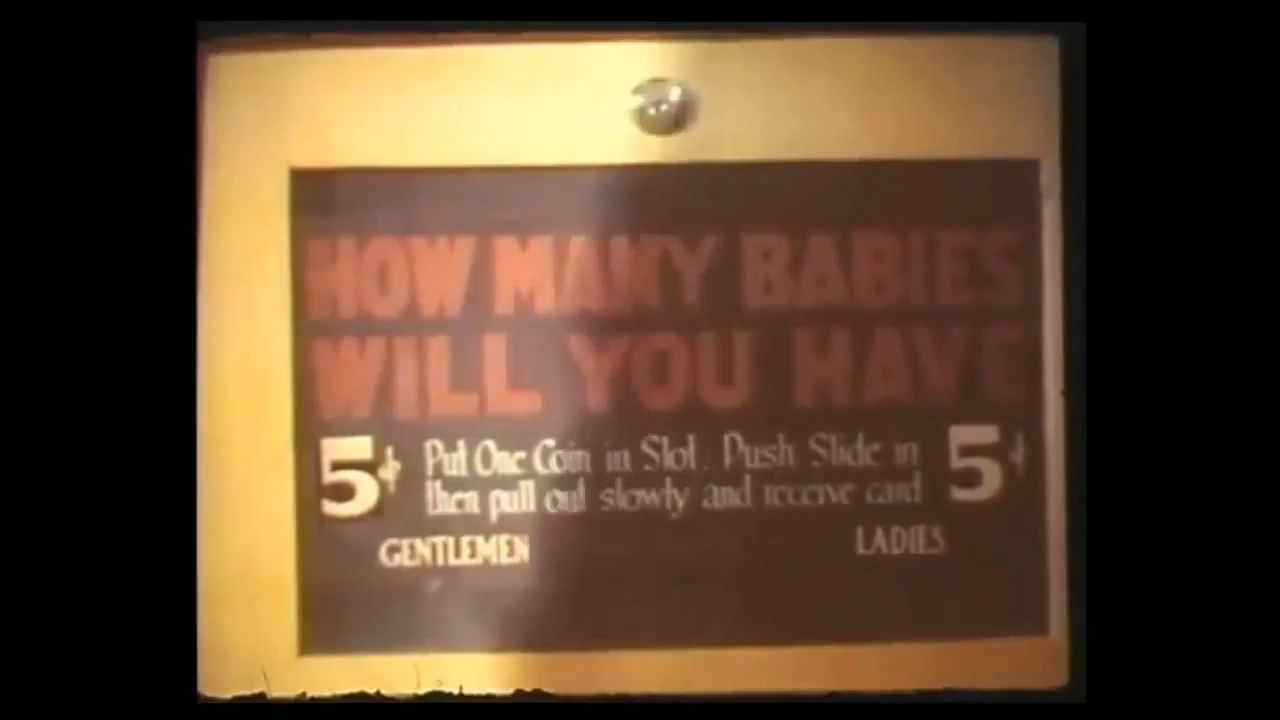 HOW MANY BABIES
WILL YOU HAVE
5¢ Put One Coin in Slot. Push Slide in 5¢
then pull out slowly and receive card
GENTLEMEN LADIES